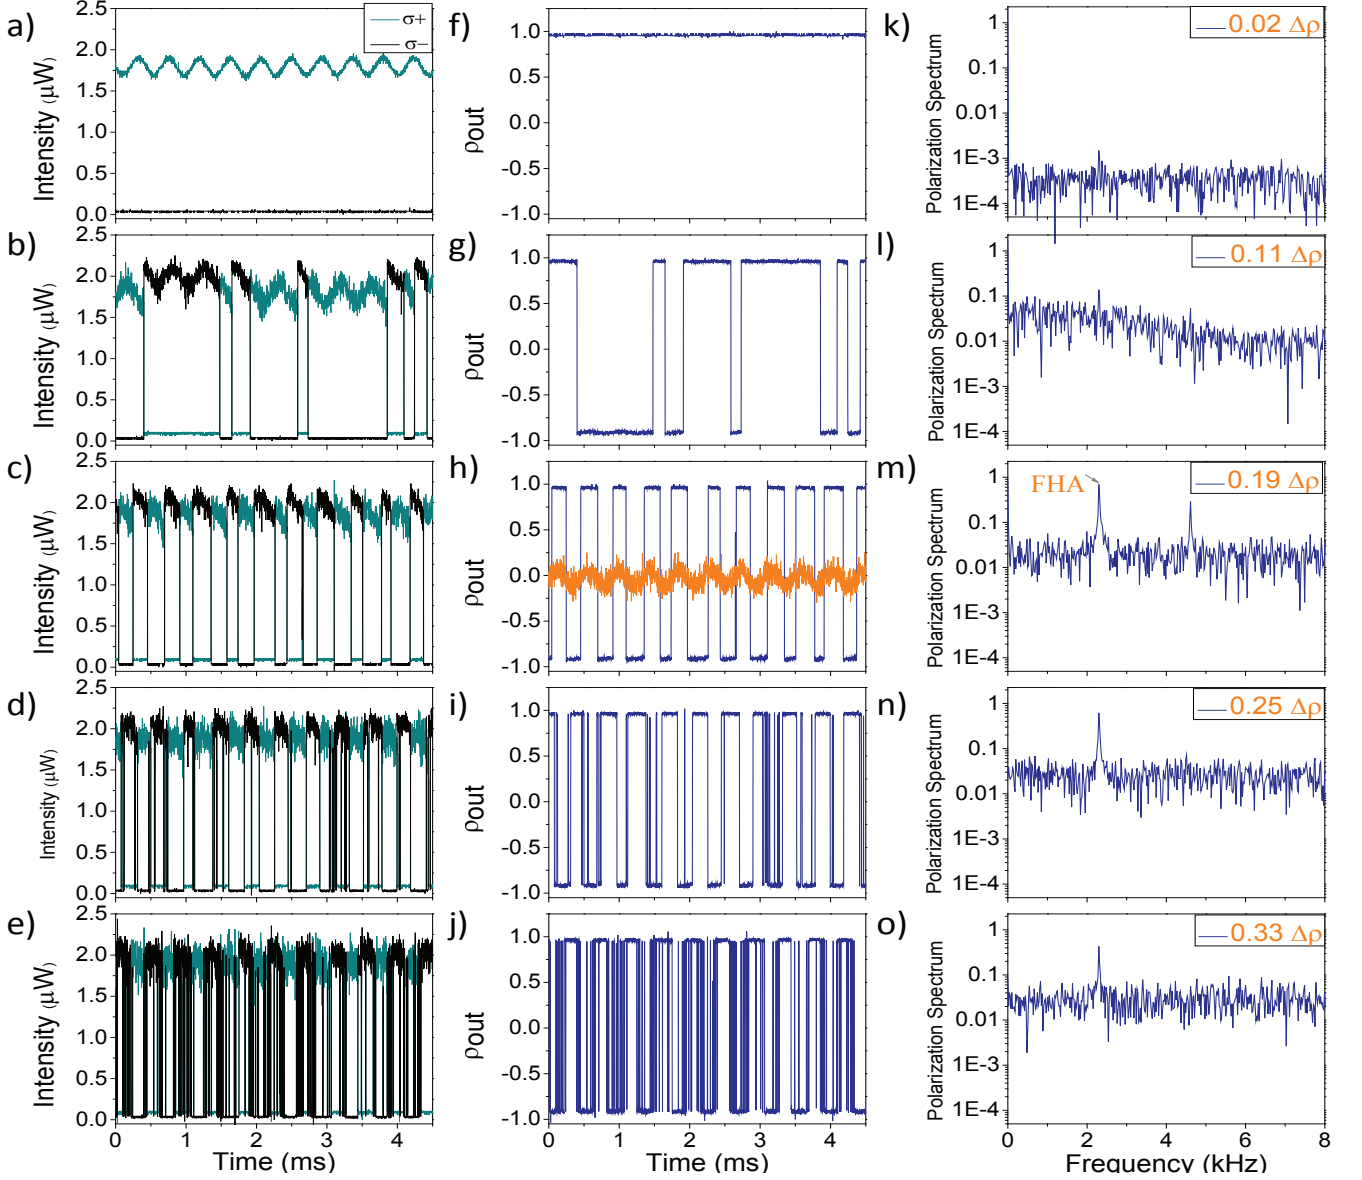 a)
2.5
2.0
1.5
1.0
0.5
0.0
Intensity (μW)
σ+
σ−
f)
1.0
0.5
0.0
-0.5
-1.0
ρout
k)
1
0.1
0.01
1E-3
1E-4
Polarization Spectrum
0.02 Δρ
b)
2.5
2.0
1.5
1.0
0.5
0.0
Intensity (μW)
g)
1.0
0.5
0.0
-0.5
-1.0
ρout
l)
1
0.1
0.01
1E-3
1E-4
Polarization Spectrum
0.11 Δρ
c)
2.5
2.0
1.5
1.0
0.5
0.0
Intensity (μW)
h)
1.0
0.5
0.0
-0.5
-1.0
ρout
m)
1
0.1
0.01
1E-3
1E-4
Polarization Spectrum
FHA
0.19 Δρ
d)
2.5
2.0
1.5
1.0
0.5
0.0
Intensity (μW)
i)
1.0
0.5
0.0
-0.5
-1.0
ρout
n)
1
0.1
0.01
1E-3
1E-4
Polarization Spectrum
0.25 Δρ
e)
2.5
2.0
1.5
1.0
0.5
0.0
Intensity (μW)
0 1 2 3 4
Time (ms)
j)
1.0
0.5
0.0
-0.5
-1.0
ρout
0 1 2 3 4
Time (ms)
o)
1
0.1
0.01
1E-3
1E-4
Polarization Spectrum
0.33 Δρ
0 2 4 6 8
Frequency (kHz)